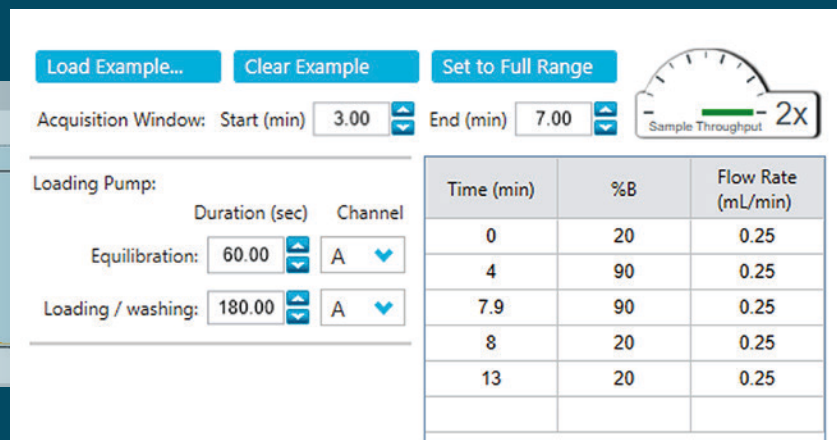 Load Example... Clear Example Set to Full Range
Acquisition Window: Start (min) 3.00 End (min) 7.00
Sample Throughput 2x
Loading Pump:
Duration (sec) Channel
Equilibration: 60.00 A
Loading / washing: 180.00 A
Time (min) %B Flow Rate (mL/min)
0 20 0.25
4 90 0.25
7.9 90 0.25
8 20 0.25
13 20 0.25